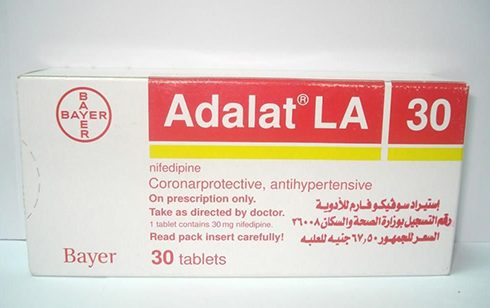 BAYER
BAYER
Adalat® LA 30
nifedipine
Coronarprotective, antihypertensive
On prescription only.
Take as directed by doctor.
1 tablet contains 30 mg nifedipine.
Read pack insert carefully!
Bayer 30 tablets
إستيراد سوفيكو فارم للأدوية
رقم التسجيل بوزارة الصحة والسكان ٢٦٠٠٨
السعر للجمهور ٦٧,٥٠ جنيه للعلبه